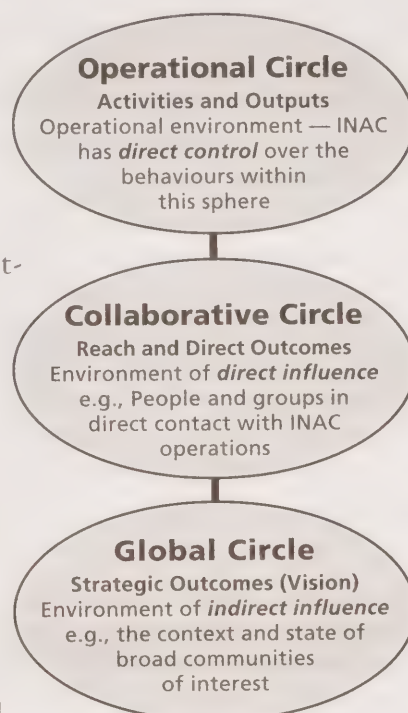 Operational Circle
Activities and Outputs
Operational environment — INAC
has direct control over the
behaviours within
this sphere
t-
Collaborative Circle
Reach and Direct Outcomes
Environment of direct influence
e.g., People and groups in
direct contact with INAC
operations
Global Circle
Strategic Outcomes (Vision)
Environment of indirect influence
e.g., the context and state of
broad communities
of interest